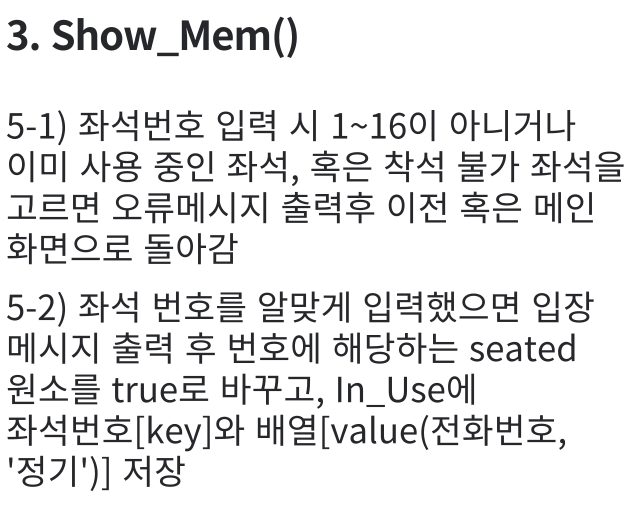 3. Show_Mem()
5-1) 좌석번호 입력 시 1~16이 아니거나
이미 사용 중인 좌석, 혹은 착석 불가 좌석을
고르면 오류메시지 출력후 이전 혹은 메인
화면으로 돌아감
5-2) 좌석 번호를 알맞게 입력했으면 입장
메시지 출력 후 번호에 해당하는 seated
원소를 true로 바꾸고, In_Use에
좌석번호[key]와 배열[value(전화번호,
'정기')] 저장